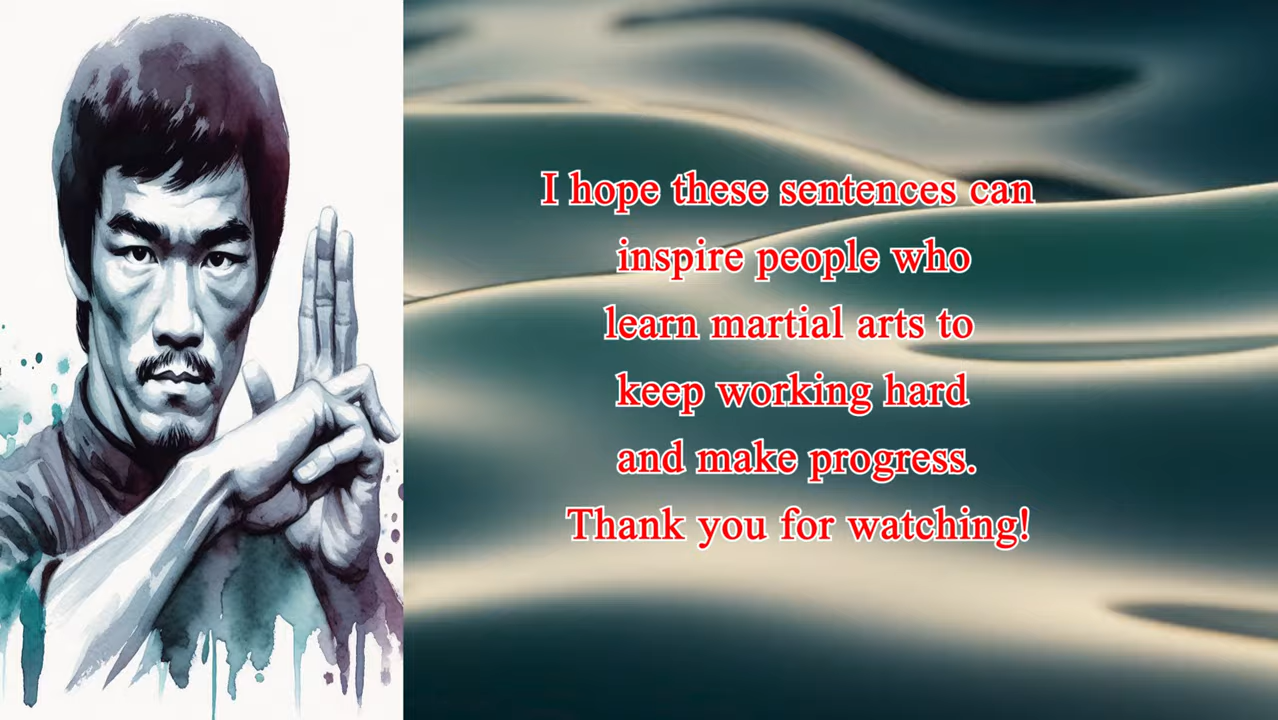 I hope these sentences can
inspire people who
learn martial arts to
keep working hard
and make progress.
Thank you for watching!